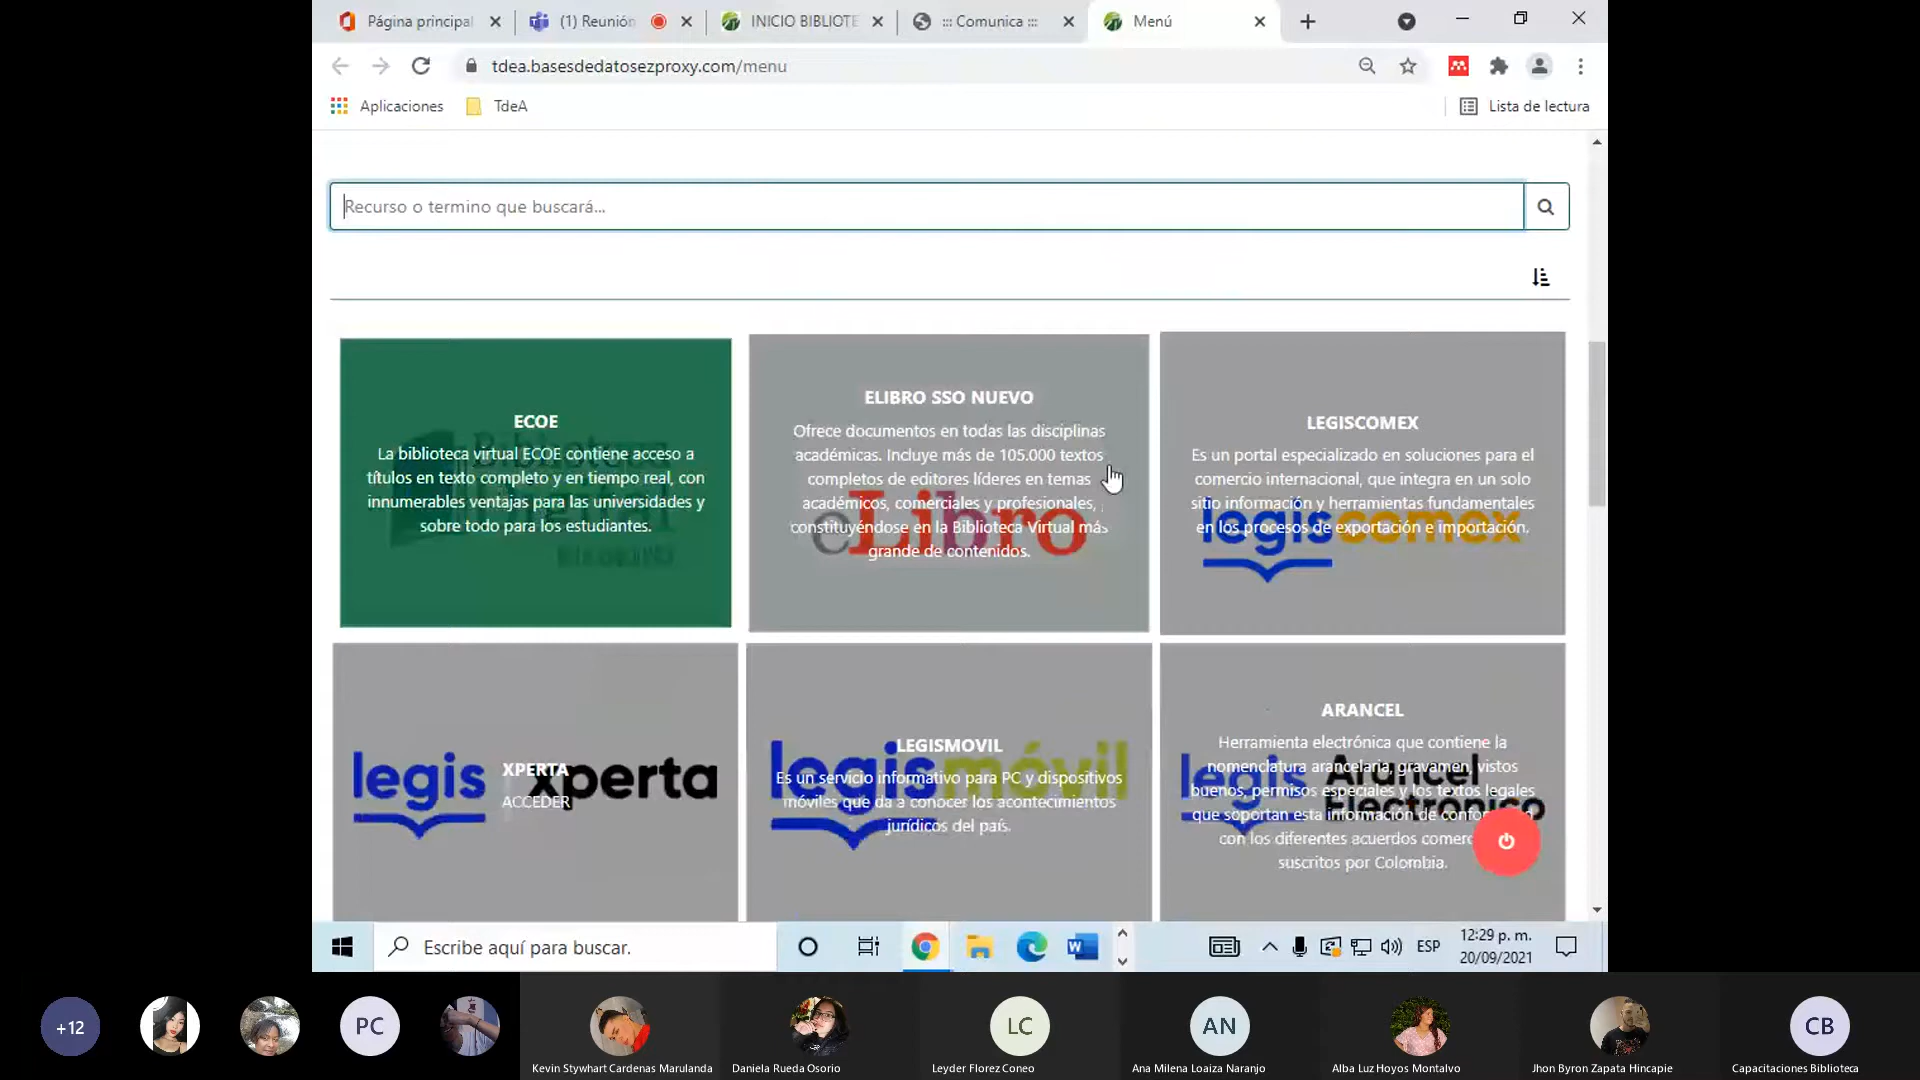 Página principal
(1) Reunión
INICIO BIBLIOTE
::: Comunica :::
Menú
tdea.basesdedatosezproxy.com/menu
Aplicaciones
TdeA
Lista de lectura
Recurso o termino que buscará...
ECOE
La biblioteca virtual ECOE contiene acceso a
títulos en texto completo y en tiempo real, con
innumerables ventajas para las universidades y
sobre todo para los estudiantes.
ELIBRO SSO NUEVO
Ofrece documentos en todas las disciplinas
académicas. Incluye más de 105.000 textos
completos de editores líderes en temas
académicos, comerciales y profesionales,
constituyéndose en la Biblioteca Virtual más
grande de contenidos.
eLibro
LEGISCOMEX
Es un portal especializado en soluciones para el
comercio internacional, que integra en un solo
sitio información y herramientas fundamentales
en los procesos de exportación e importación.
legiscomex
legis xperta
XPERTA
ACCEDER
legis móvil
LEGISMOVIL
Es un servicio informativo para PC y dispositivos
móviles que da a conocer los acontecimientos
jurídicos del país.
ARANCEL
Herramienta electrónica que contiene la
nomenclatura arancelaria, gravamen, vistos
buenos, permisos especiales y los textos legales
que soportan esta información de confor
con los diferentes acuerdos comerc
suscritos por Colombia.
legis Arancel
Electrónico
Escribe aquí para buscar.
ESP
12:29 p. m.
20/09/2021
+12
PC
LC
AN
CB
Kevin Stywhart Cardenas Marulanda
Daniela Rueda Osorio
Leyder Florez Coneo
Ana Milena Loaiza Naranjo
Alba Luz Hoyos Montalvo
Jhon Byron Zapata Hincapie
Capacitaciones Biblioteca